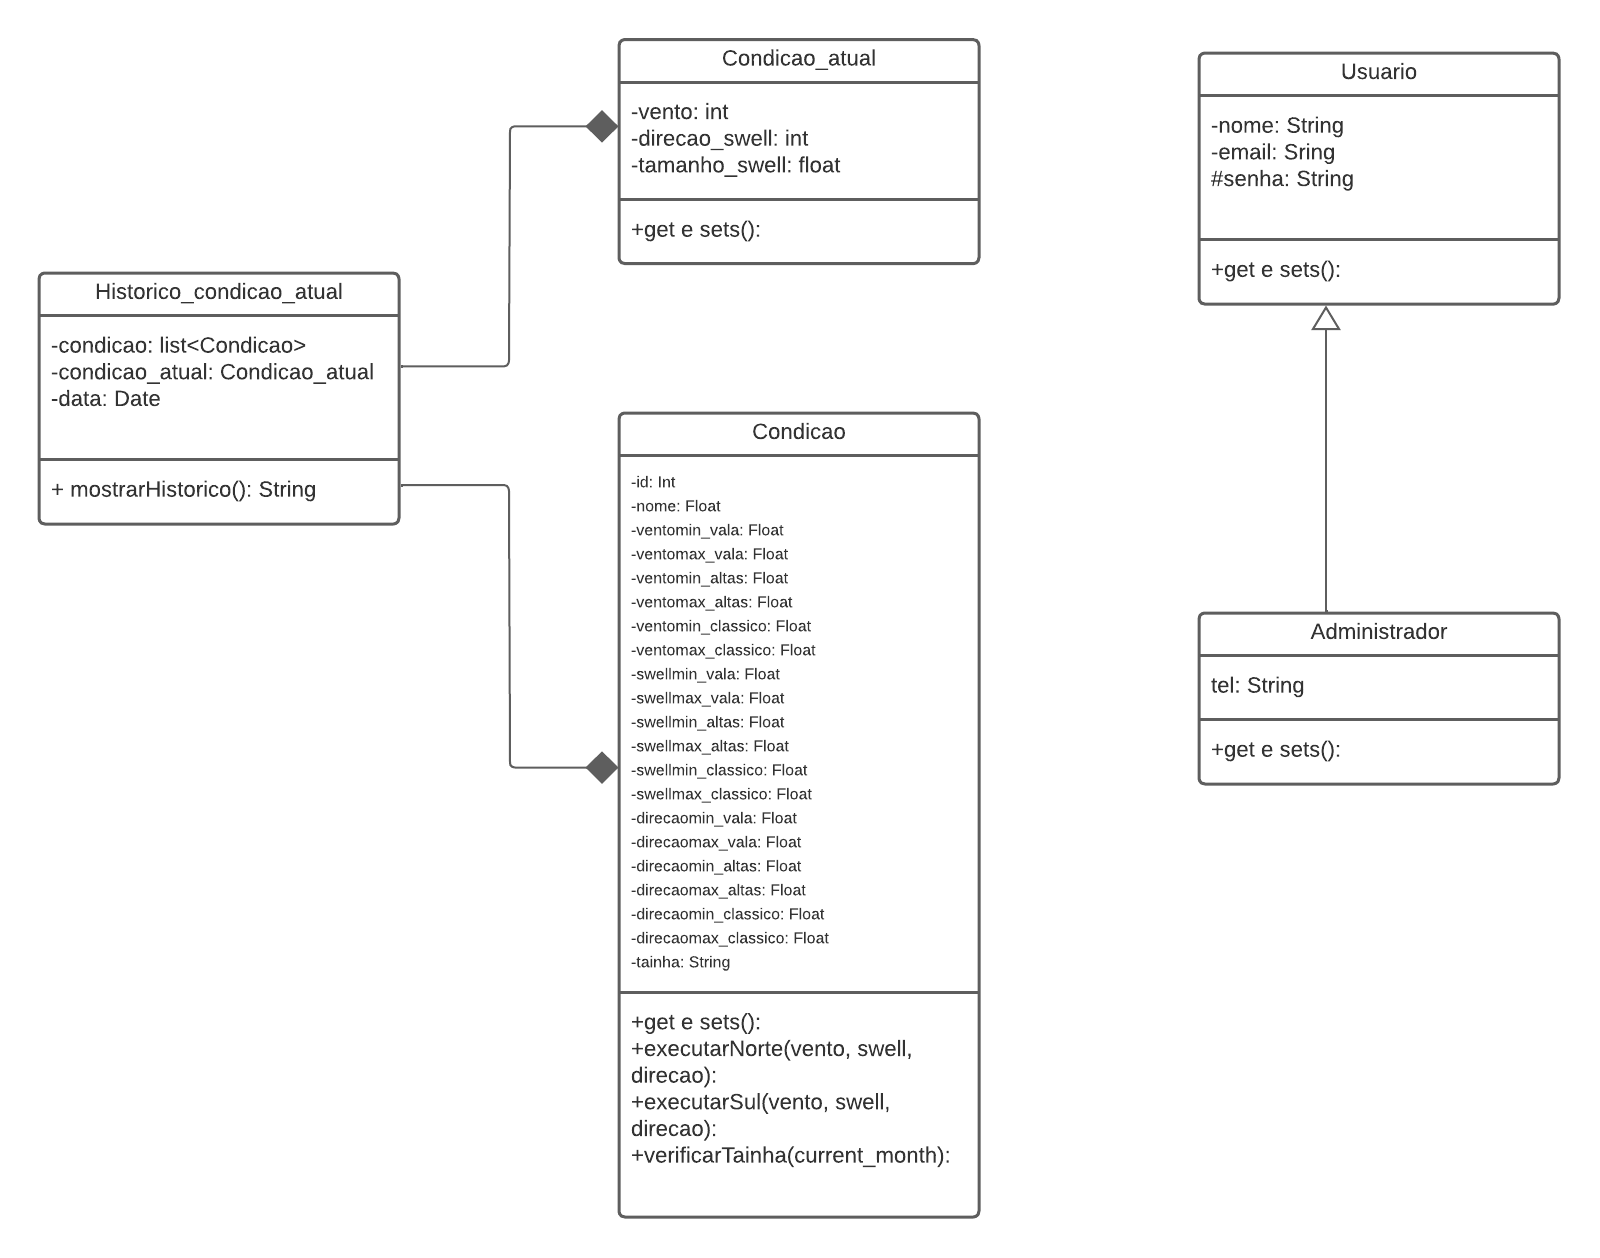 Condicao_atual
-vento: int
-direcao_swell: int
-tamanho_swell: float
+get e sets():
Usuario
-nome: String
-email: Sring
#senha: String
+get e sets():
Historico_condicao_atual
-condicao: list<Condicao>
-condicao_atual: Condicao_atual
-data: Date
+ mostrarHistorico(): String
Condicao
-id: Int
-nome: Float
-ventomin_vala: Float
-ventomax_vala: Float
-ventomin_altas: Float
-ventomax_altas: Float
-ventomin_classico: Float
-ventomax_classico: Float
-swellmin_vala: Float
-swellmax_vala: Float
-swellmin_altas: Float
-swellmax_altas: Float
-swellmin_classico: Float
-swellmax_classico: Float
-direcaomin_vala: Float
-direcaomax_vala: Float
-direcaomin_altas: Float
-direcaomax_altas: Float
-direcaomin_classico: Float
-direcaomax_classico: Float
-tainha: String
+get e sets():
+executarNorte(vento, swell,
direcao):
+executarSul(vento, swell,
direcao):
+verificarTainha(current_month):
Administrador
tel: String
+get e sets():